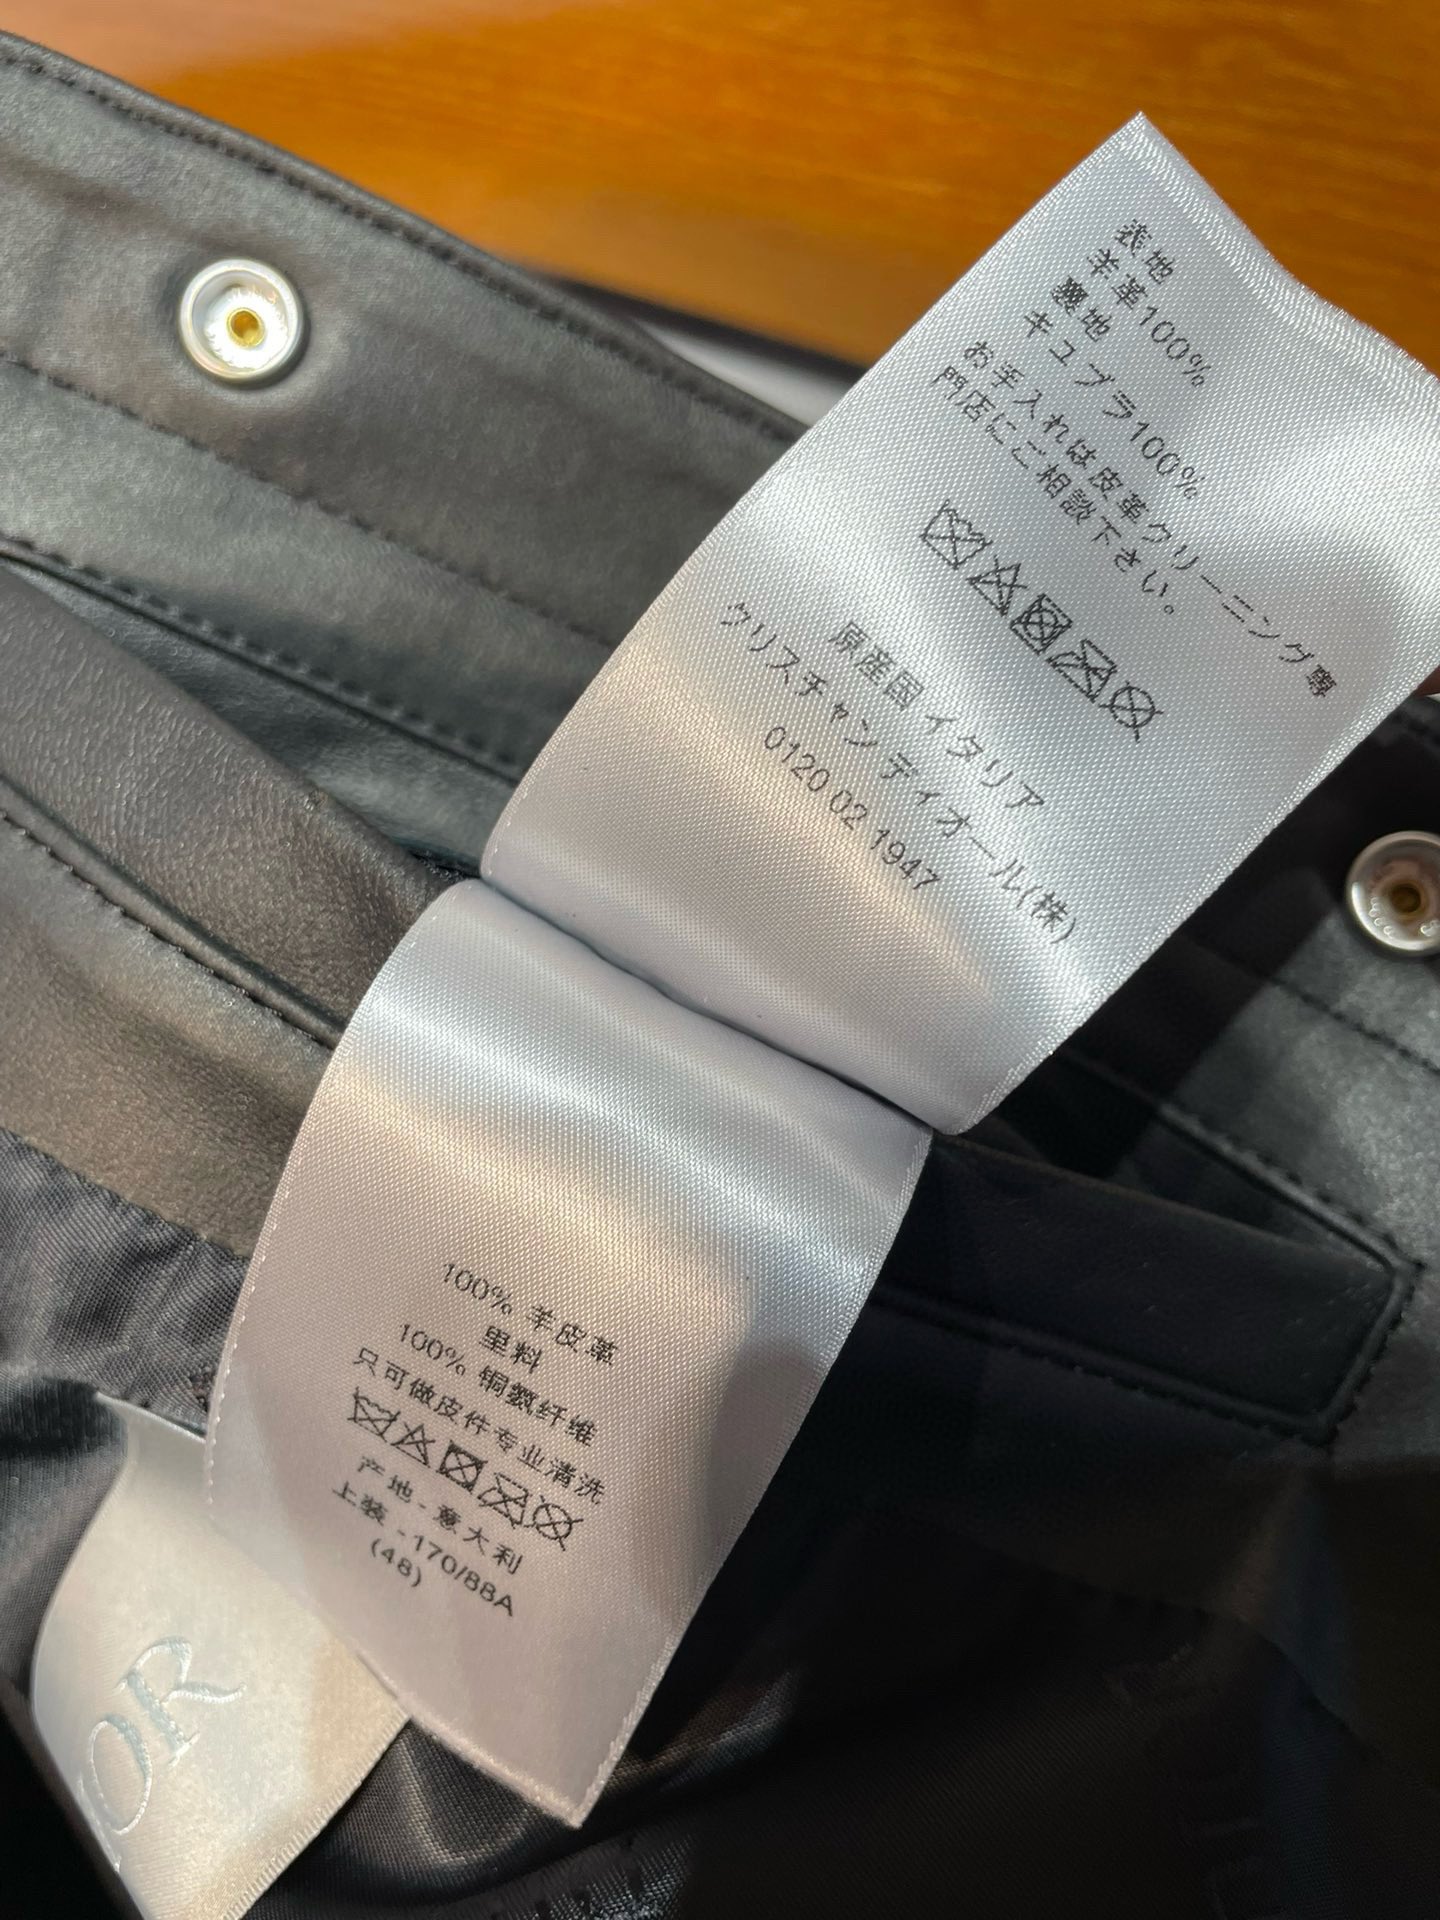 表地
羊革100%
裏地
キュプラ100%
お手入れは皮革クリーニング専
門店にご相談下さい。
原産国イタリア
クリスチャン ディオール(株)
0120 02 1947
100% 羊皮革
里料
100% 铜氨纤维
只可做皮件专业清洗
产地 - 意大利
上装 -170/88A
(48)
OR